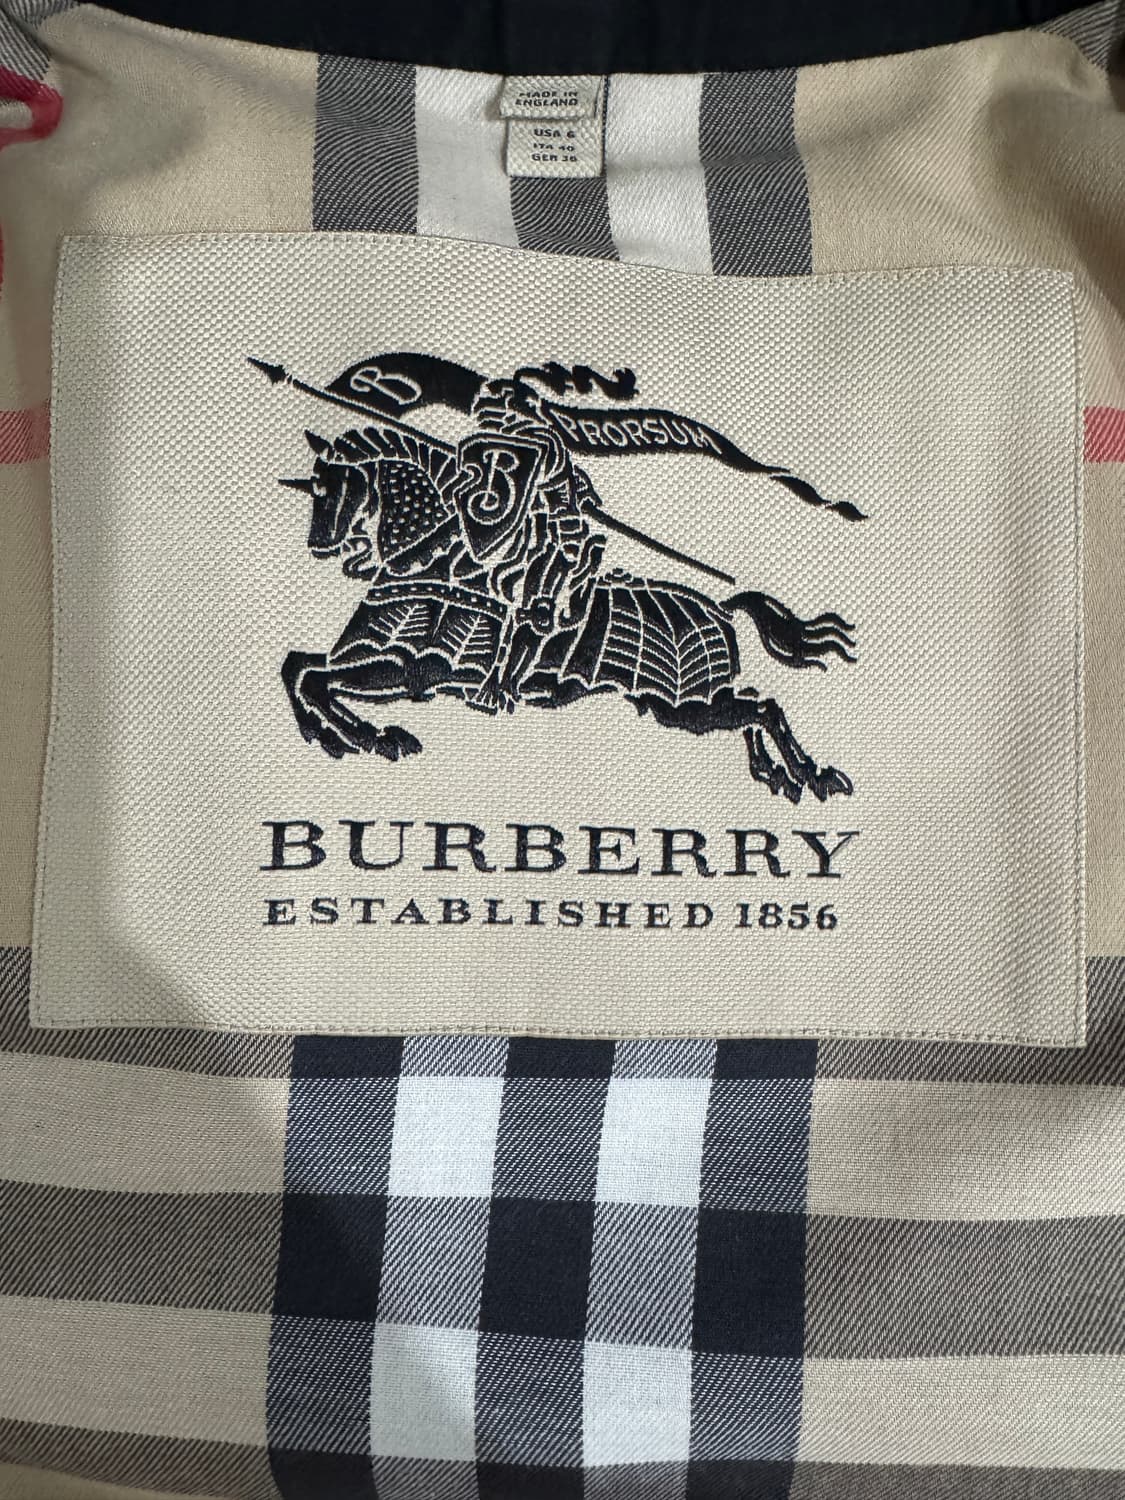 MADE IN
ENGLAND
USA 6
ITA 40
GER 36
B
PRORSUM
B
BURBERRY
ESTABLISHED 1856